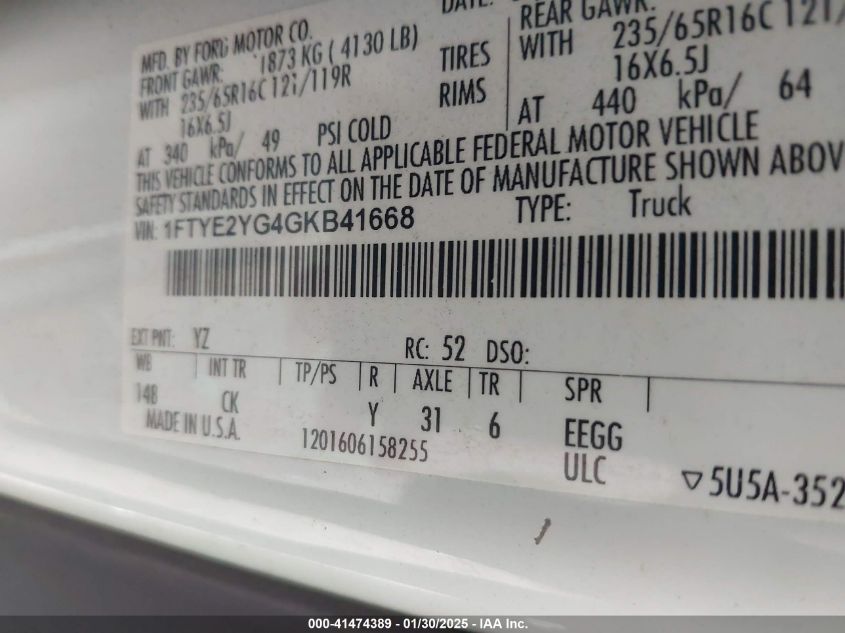 MFD. BY FORD MOTOR CO.
DATE:
FRONT GAWR: 1873 KG ( 4130 LB)
REAR GAWR:
WITH 235/65R16C 121/119R TIRES
WITH 235/65R16C 121/
16X6.5J RIMS
16X6.5J
AT 340 kPa/ 49 PSI COLD
AT 440 kPa/ 64
THIS VEHICLE CONFORMS TO ALL APPLICABLE FEDERAL MOTOR VEHICLE
SAFETY STANDARDS IN EFFECT ON THE DATE OF MANUFACTURE SHOWN ABOV
VIN: 1FTYE2YG4GKB41668 TYPE: Truck
EXT PNT: YZ RC: 52 DSO:
WB INT TR TP/PS R AXLE TR SPR
148 CK Y 31 6 EEGG
MADE IN U.S.A. 1201606158255 ULC
▽5U5A-352
000-41474389 - 01/30/2025 - IAA Inc.